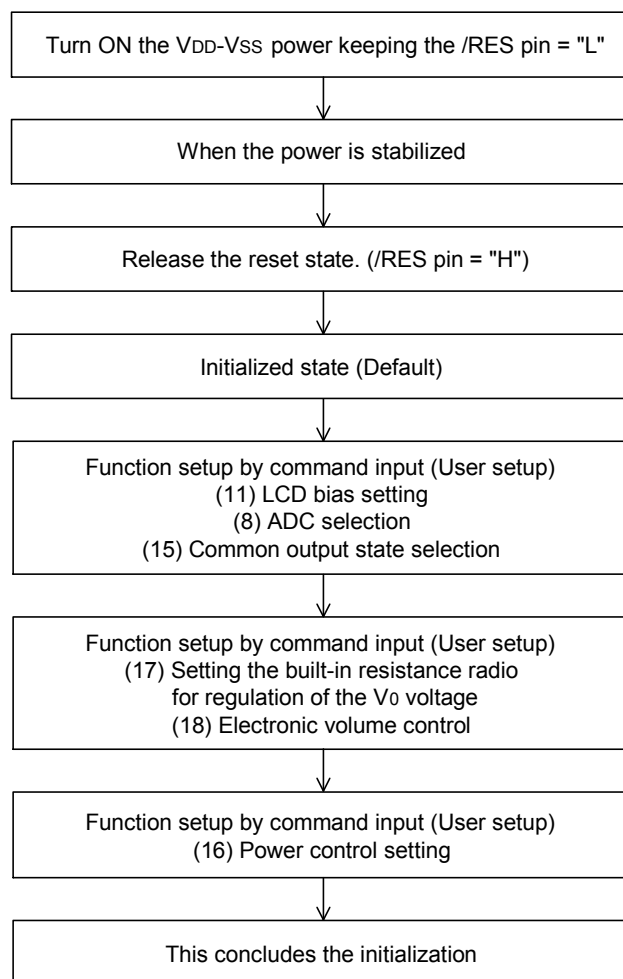 Turn ON the VDD-VSS power keeping the /RES pin = "L"
When the power is stabilized
Release the reset state. (/RES pin = "H")
Initialized state (Default)
Function setup by command input (User setup)
(11) LCD bias setting
(8) ADC selection
(15) Common output state selection
Function setup by command input (User setup)
(17) Setting the built-in resistance radio
for regulation of the V0 voltage
(18) Electronic volume control
Function setup by command input (User setup)
(16) Power control setting
This concludes the initialization